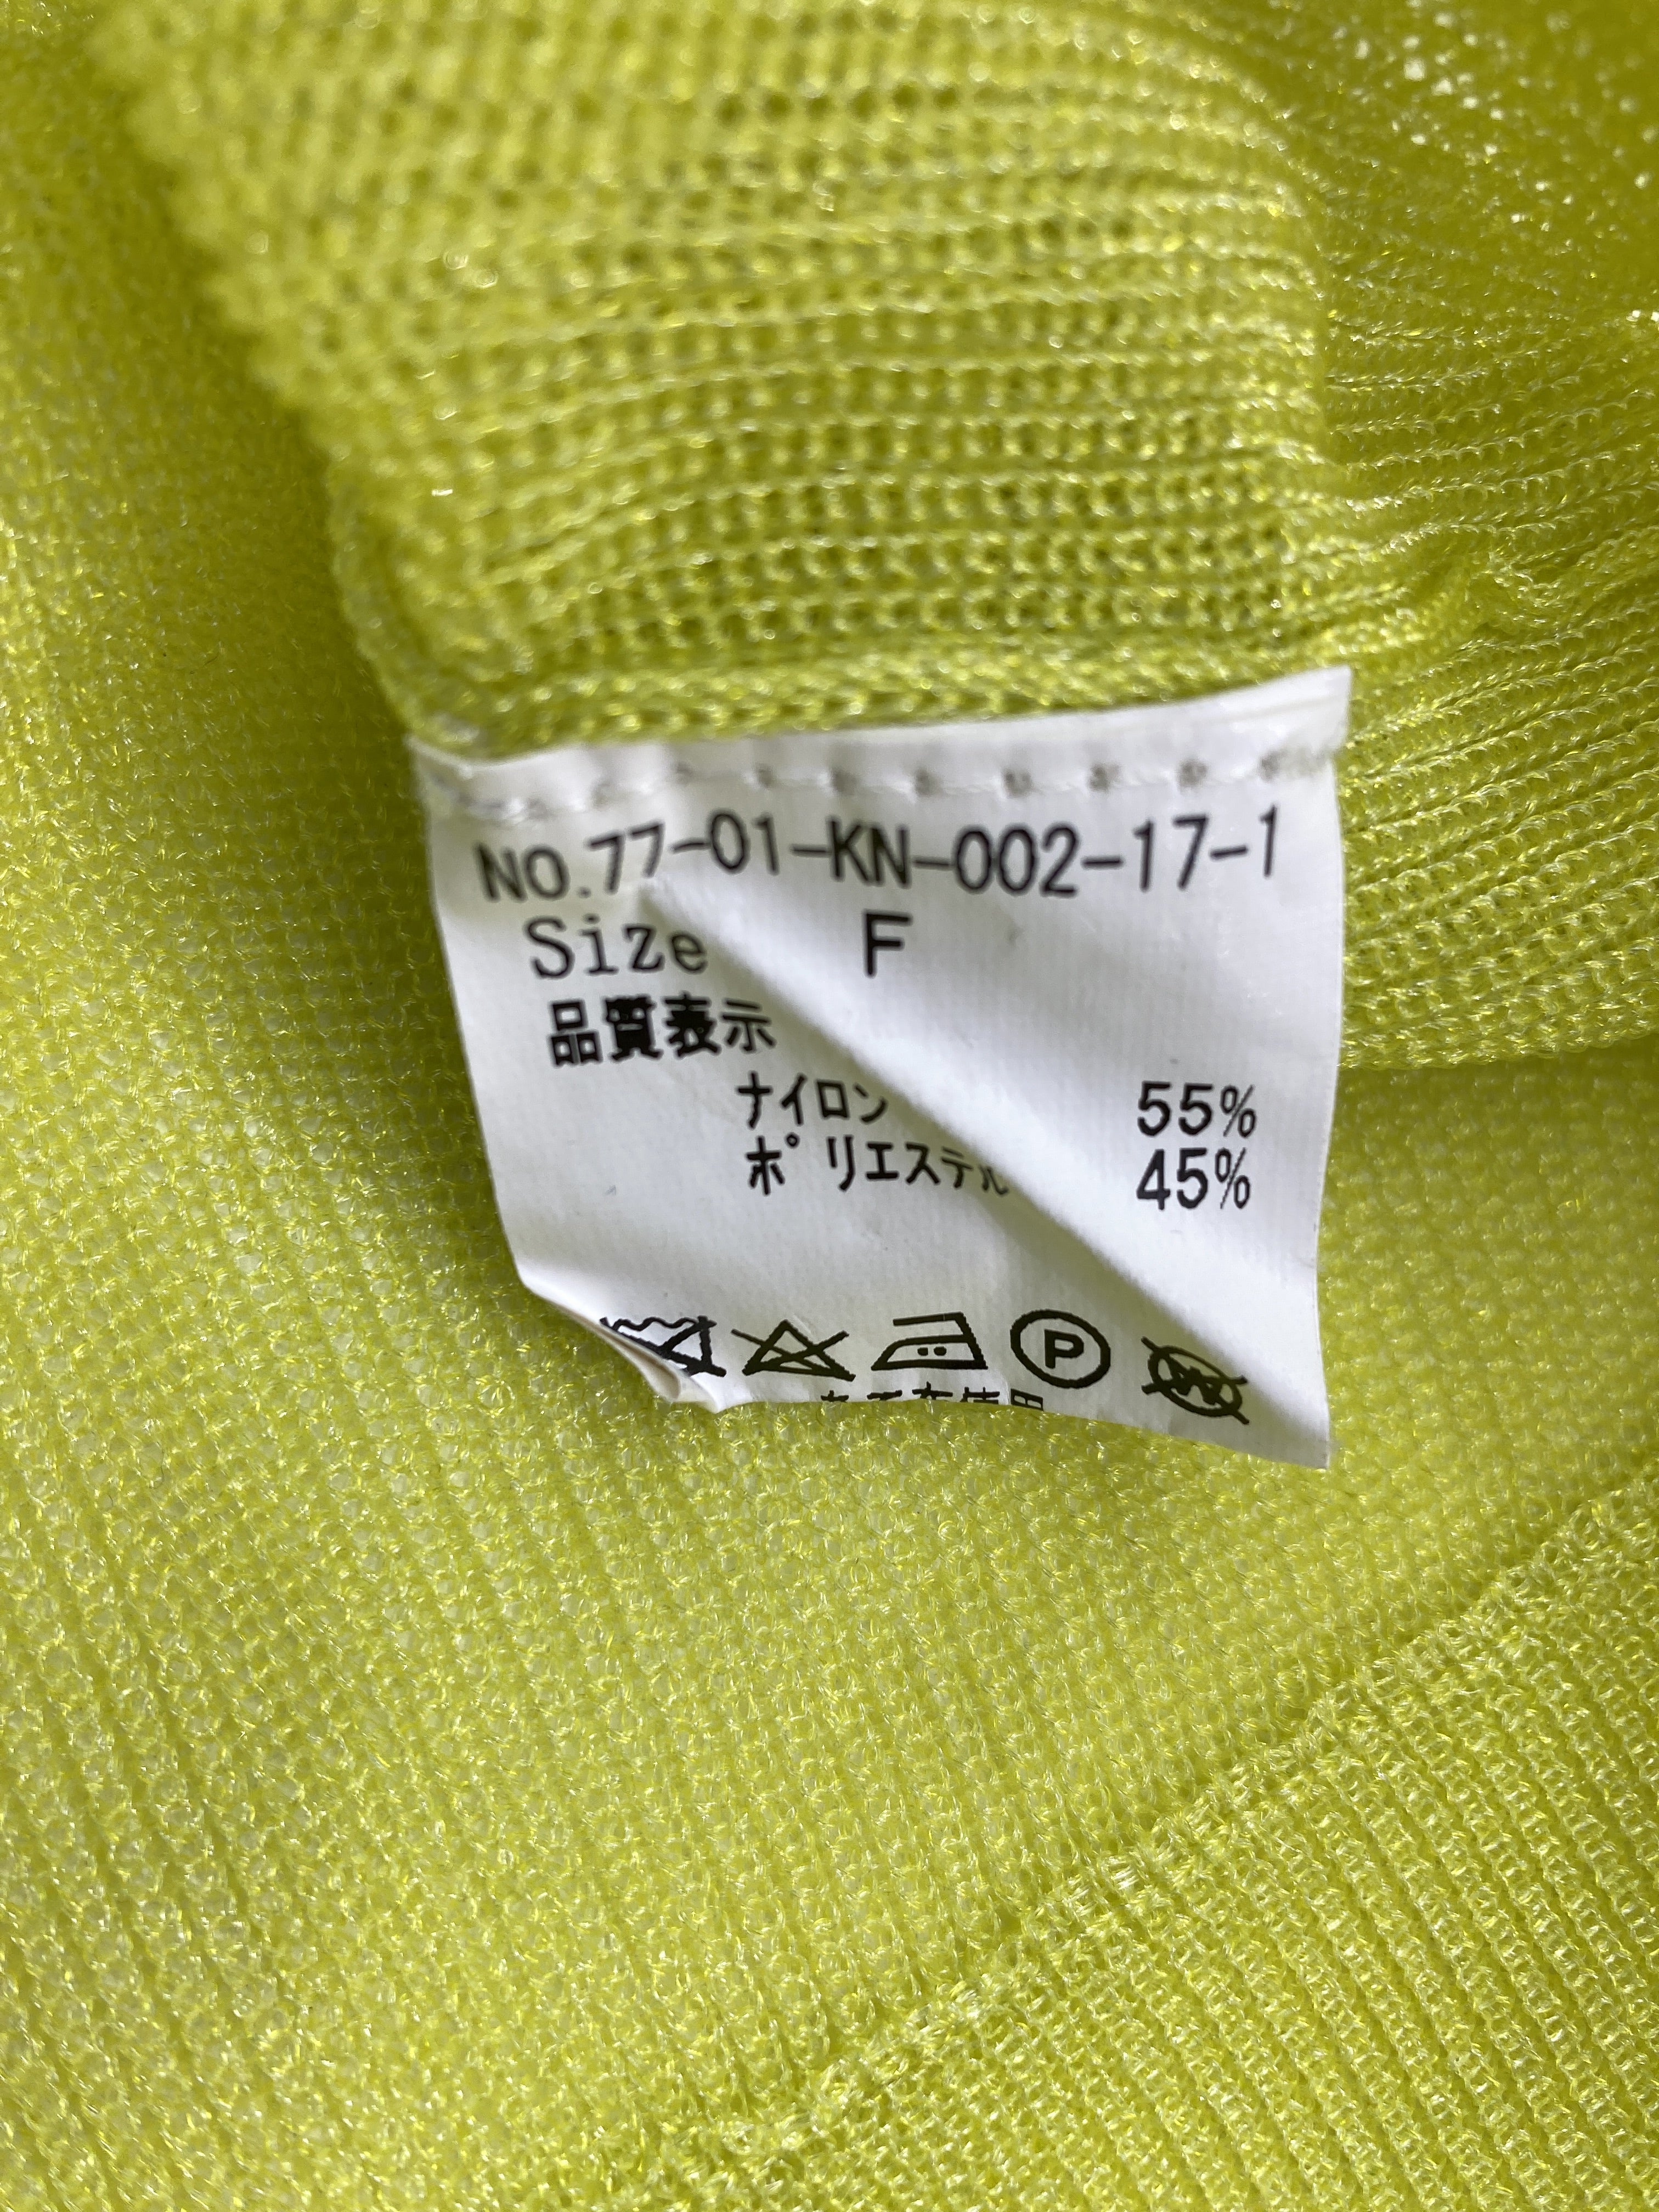 NO.77-01-KN-002-17-1
Size F
品質表示
ナイロン 55%
ポリエステル 45%
P W